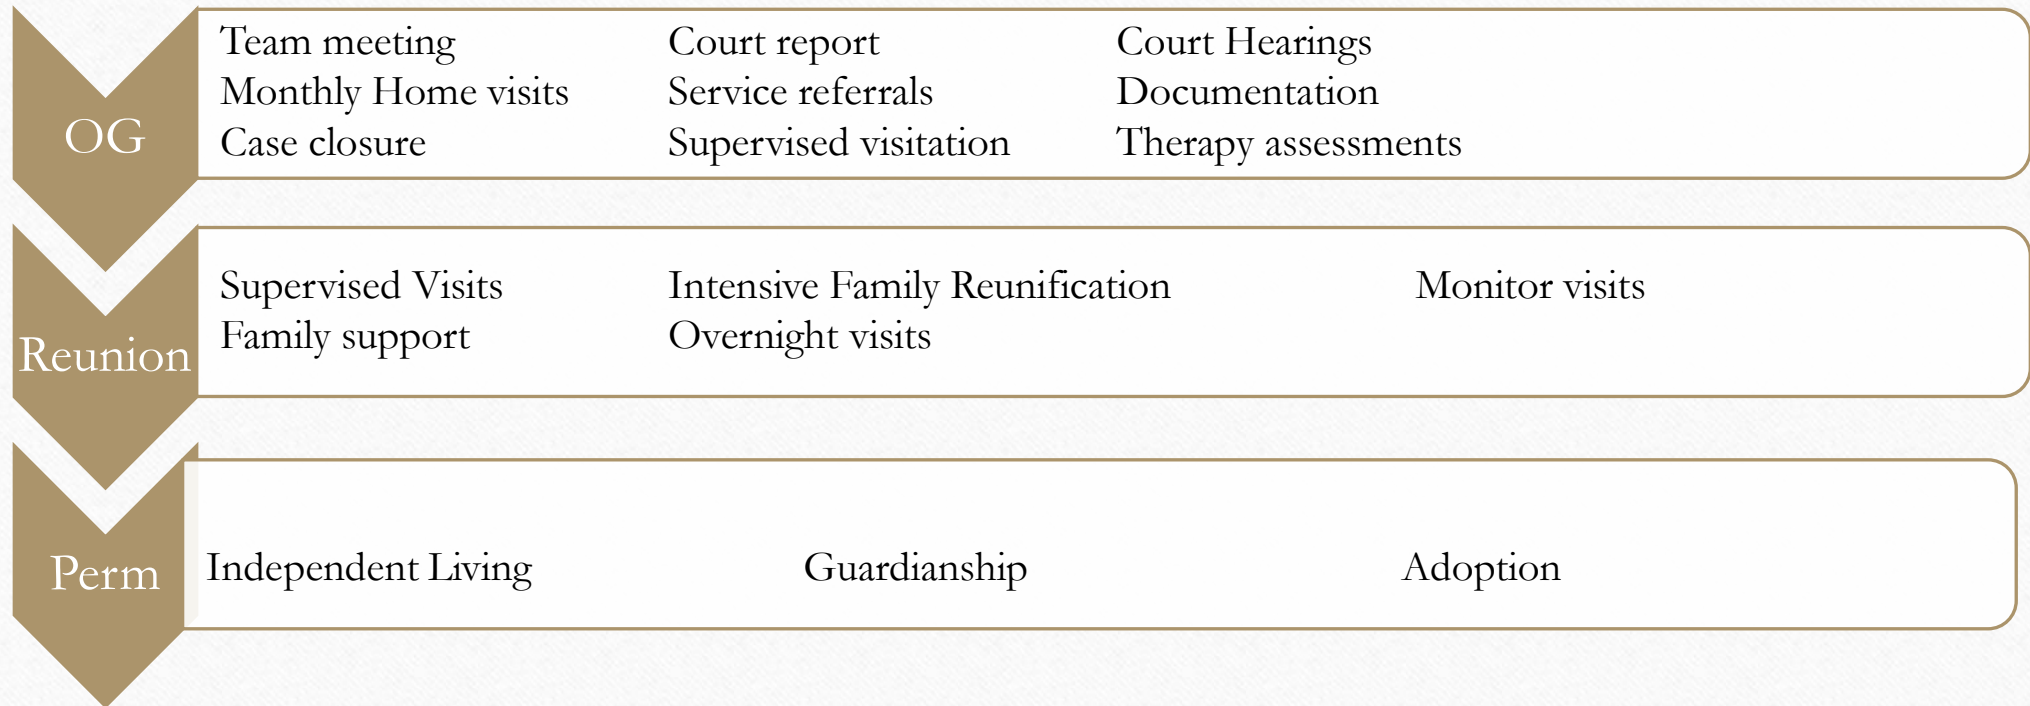 OG
Team meeting Court report Court Hearings
Monthly Home visits Service referrals Documentation
Case closure Supervised visitation Therapy assessments
Reunion
Supervised Visits Intensive Family Reunification Monitor visits
Family support Overnight visits
Perm
Independent Living Guardianship Adoption